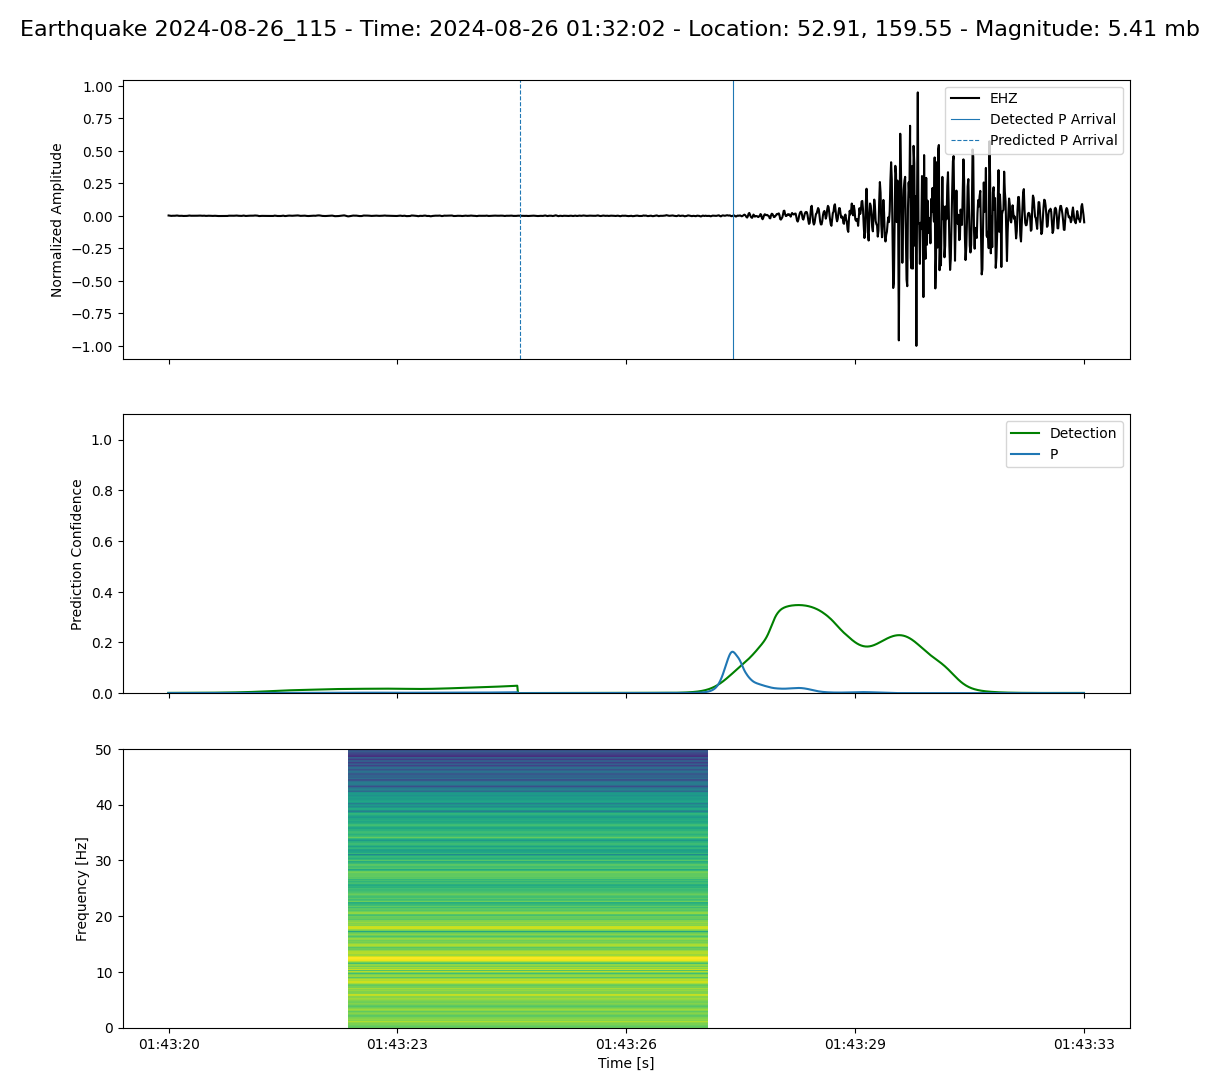 Earthquake 2024-08-26_115 - Time: 2024-08-26 01:32:02 - Location: 52.91, 159.55 - Magnitude: 5.41 mb
Normalized Amplitude
1.00
0.75
0.50
0.25
0.00
−0.25
−0.50
−0.75
−1.00
EHZ
Detected P Arrival
Predicted P Arrival
Prediction Confidence
1.0
0.8
0.6
0.4
0.2
0.0
Detection
P
Frequency [Hz]
50
40
30
20
10
0
01:43:20 01:43:23 01:43:26 01:43:29 01:43:33
Time [s]